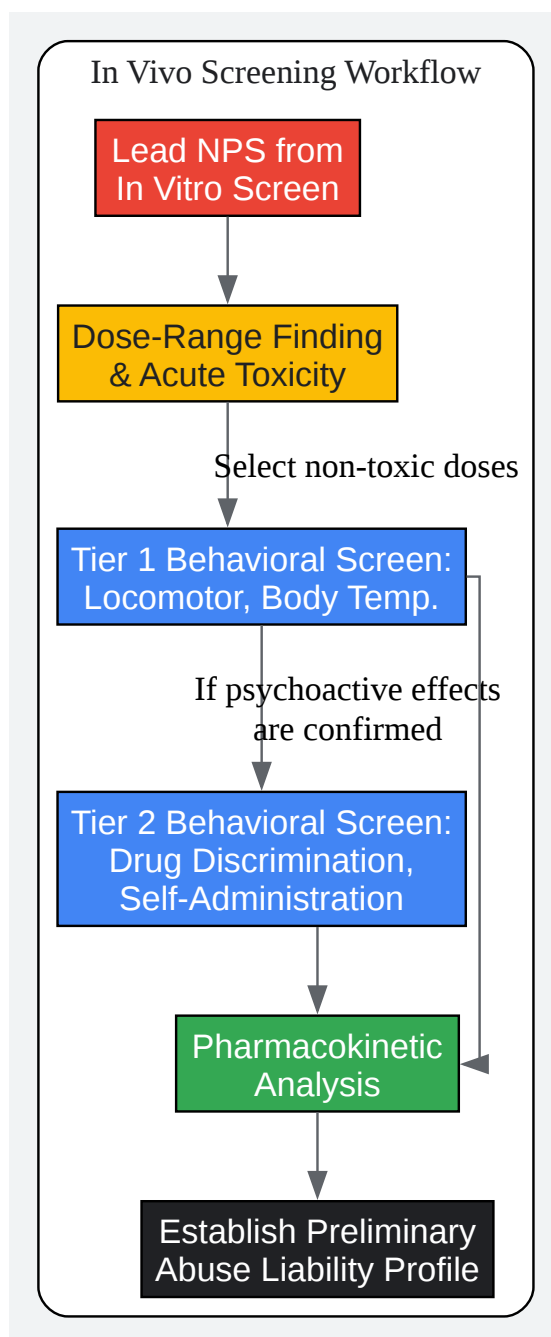 In Vivo Screening Workflow
Lead NPS from
In Vitro Screen
Dose-Range Finding
& Acute Toxicity
Select non-toxic doses
Tier 1 Behavioral Screen:
Locomotor, Body Temp.
If psychoactive effects
are confirmed
Tier 2 Behavioral Screen:
Drug Discrimination,
Self-Administration
Pharmacokinetic
Analysis
Establish Preliminary
Abuse Liability Profile